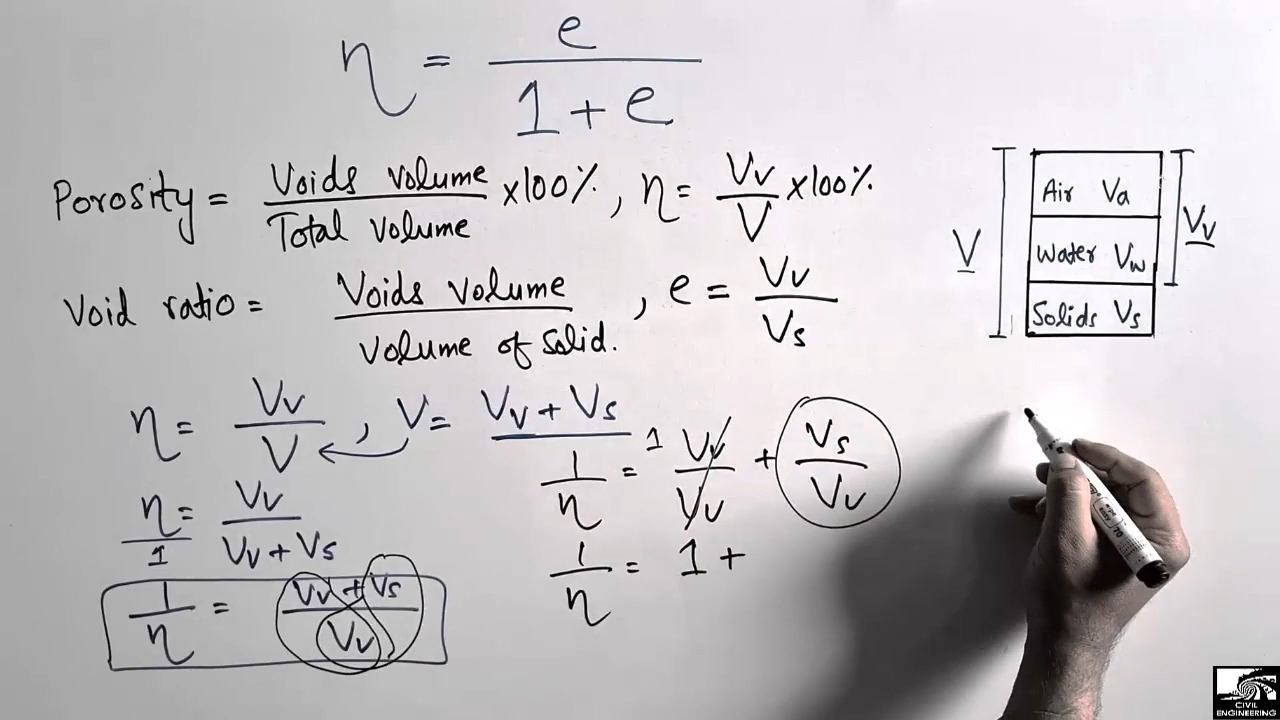 η = e / 1 + e
Porosity = Voids volume / Total volume ×100%, η = Vv / V ×100%
Void ratio = Voids volume / Volume of solid., e = Vv / Vs
Air Va
Water Vw
Solids Vs
V
Vv
η = Vv / V, V = Vv + Vs
η / 1 = Vv / Vv + Vs
1 / η = Vv + Vs / Vv
1 / η = 1 Vv / Vv + Vs / Vv
1 / η = 1 +
CIVIL
ENGINEERING